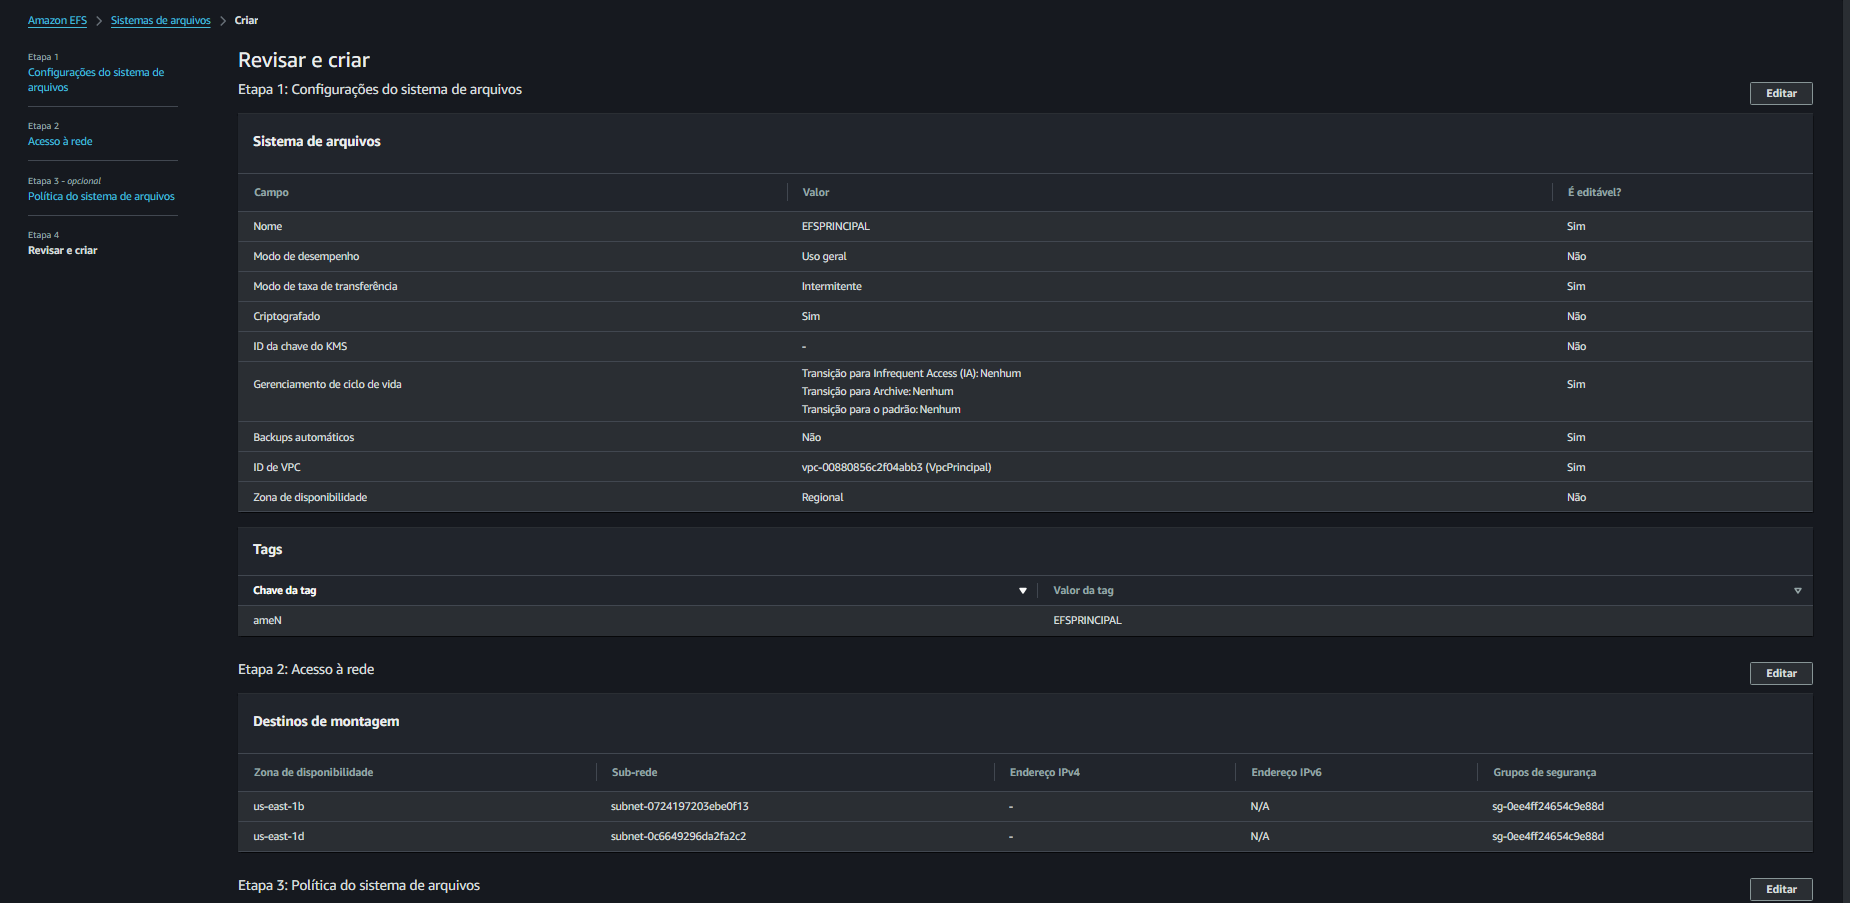 Amazon EFS > Sistemas de arquivos > Criar
Etapa 1
Configurações do sistema de
arquivos
Etapa 2
Acesso à rede
Etapa 3 - opcional
Política do sistema de arquivos
Etapa 4
Revisar e criar
Revisar e criar
Etapa 1: Configurações do sistema de arquivos
Editar
Sistema de arquivos
Campo Valor É editável?
Nome EFSPRINCIPAL Sim
Modo de desempenho Uso geral Não
Modo de taxa de transferência Intermitente Sim
Criptografado Sim Não
ID da chave do KMS - Não
Gerenciamento de ciclo de vida
Transição para Infrequent Access (IA): Nenhum
Transição para Archive: Nenhum
Transição para o padrão: Nenhum
Sim
Backups automáticos Não Sim
ID de VPC vpc-00880856c2f04abb3 (VpcPrincipal) Sim
Zona de disponibilidade Regional Não
Tags
Chave da tag Valor da tag
ameN EFSPRINCIPAL
Etapa 2: Acesso à rede
Editar
Destinos de montagem
Zona de disponibilidade Sub-rede Endereço IPv4 Endereço IPv6 Grupos de segurança
us-east-1b subnet-0724197203ebe0f13 - N/A sg-0ee4ff24654c9e88d
us-east-1d subnet-0c6649296da2fa2c2 - N/A sg-0ee4ff24654c9e88d
Etapa 3: Política do sistema de arquivos
Editar